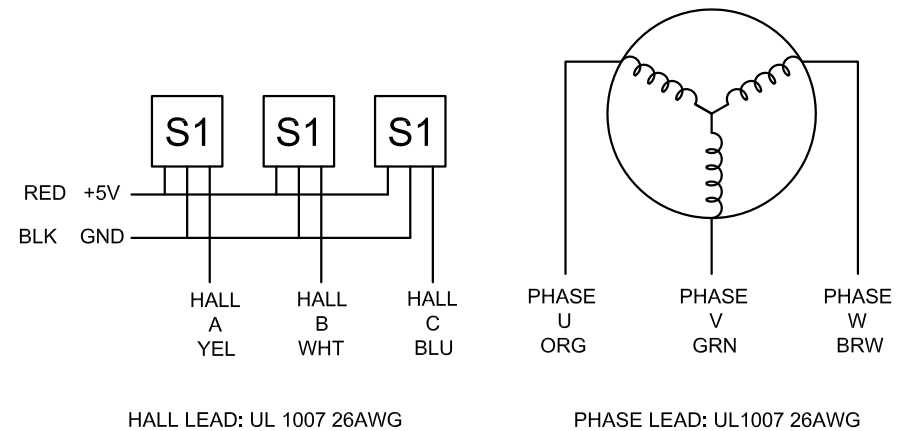 S1 S1 S1
RED +5V
BLK GND
HALL
A
YEL
HALL
B
WHT
HALL
C
BLU
PHASE
U
ORG
PHASE
V
GRN
PHASE
W
BRW
HALL LEAD: UL 1007 26AWG
PHASE LEAD: UL1007 26AWG